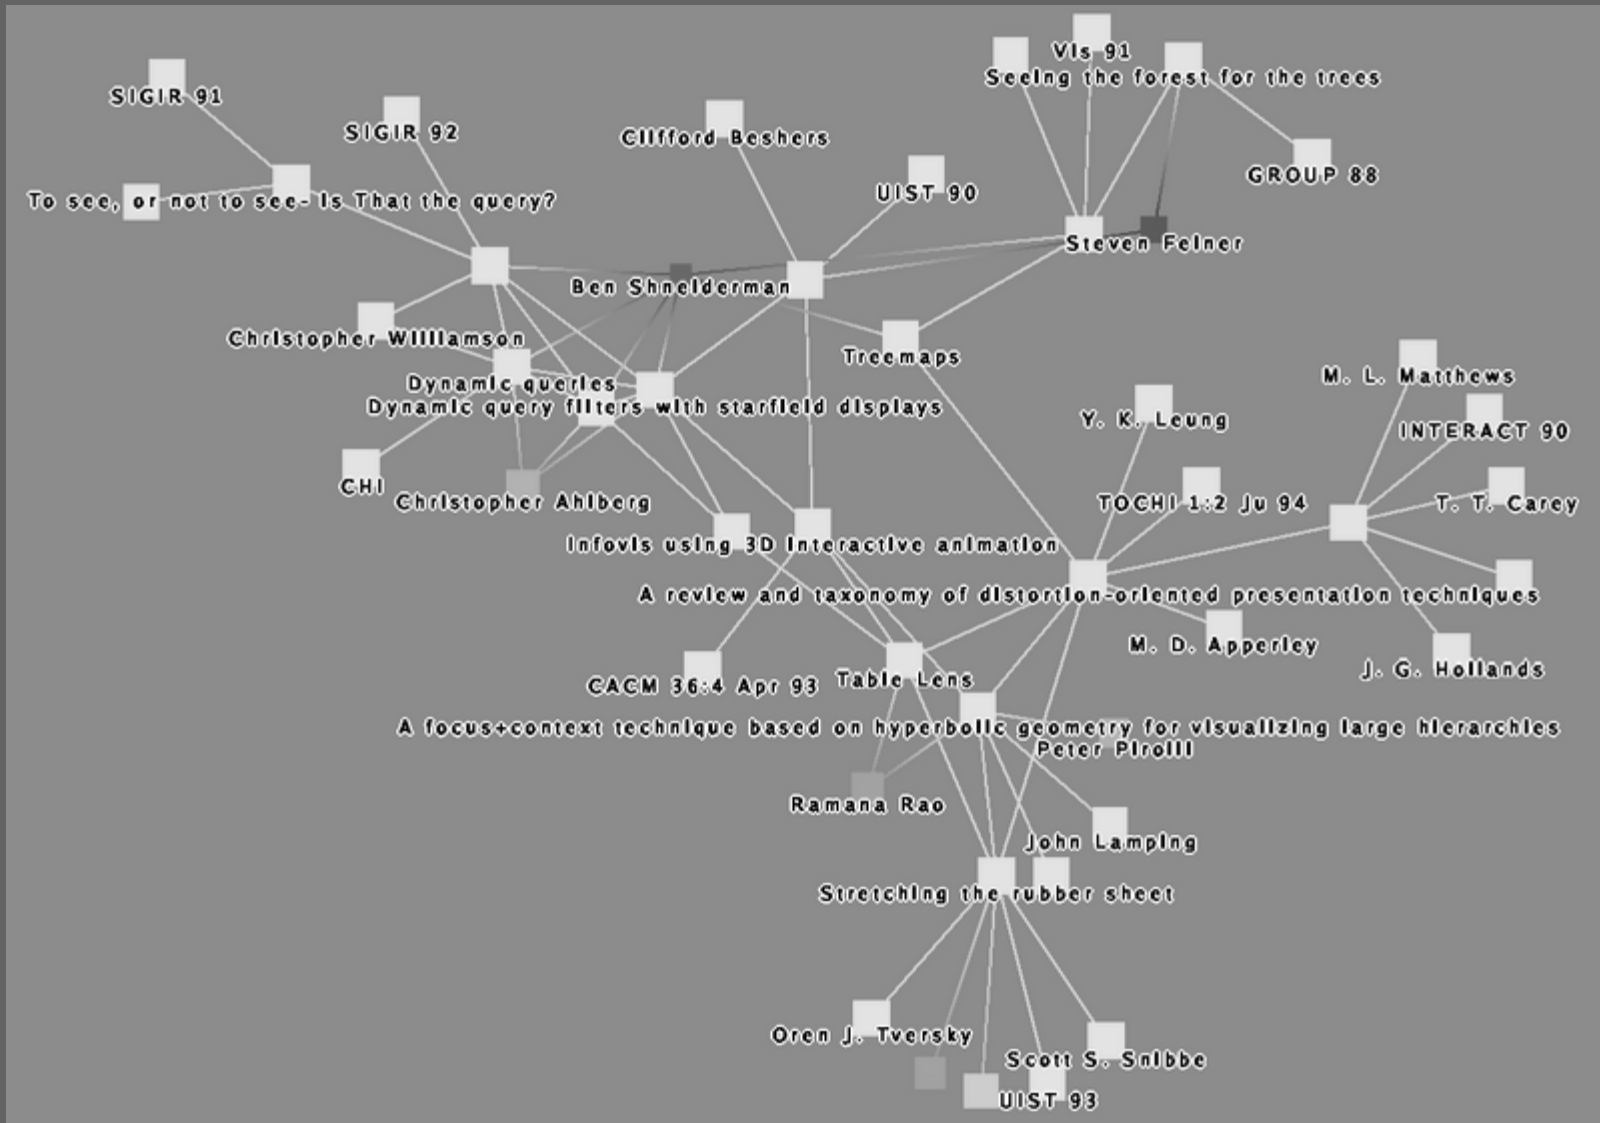 Vis 91
Seeing the forest for the trees
SIGIR 91
SIGIR 92
Clifford Beshers
GROUP 88
UIST 90
To see, or not to see- Is That the query?
Steven Feiner
Ben Shneiderman
Christopher Williamson
Treemaps
M. L. Matthews
Dynamic queries
Dynamic query filters with starfield displays
Y. K. Leung
INTERACT 90
CHI
Christopher Ahlberg
TOCHI 1:2 Ju 94
T. T. Carey
Infovis using 3D interactive animation
A review and taxonomy of distortion-oriented presentation techniques
M. D. Apperley
J. G. Hollands
CACM 36:4 Apr 93
Table Lens
A focus+context technique based on hyperbolic geometry for visualizing large hierarchies
Peter Pirolli
Ramana Rao
John Lamping
Stretching the rubber sheet
Oren J. Tversky
Scott S. Snibbe
UIST 93